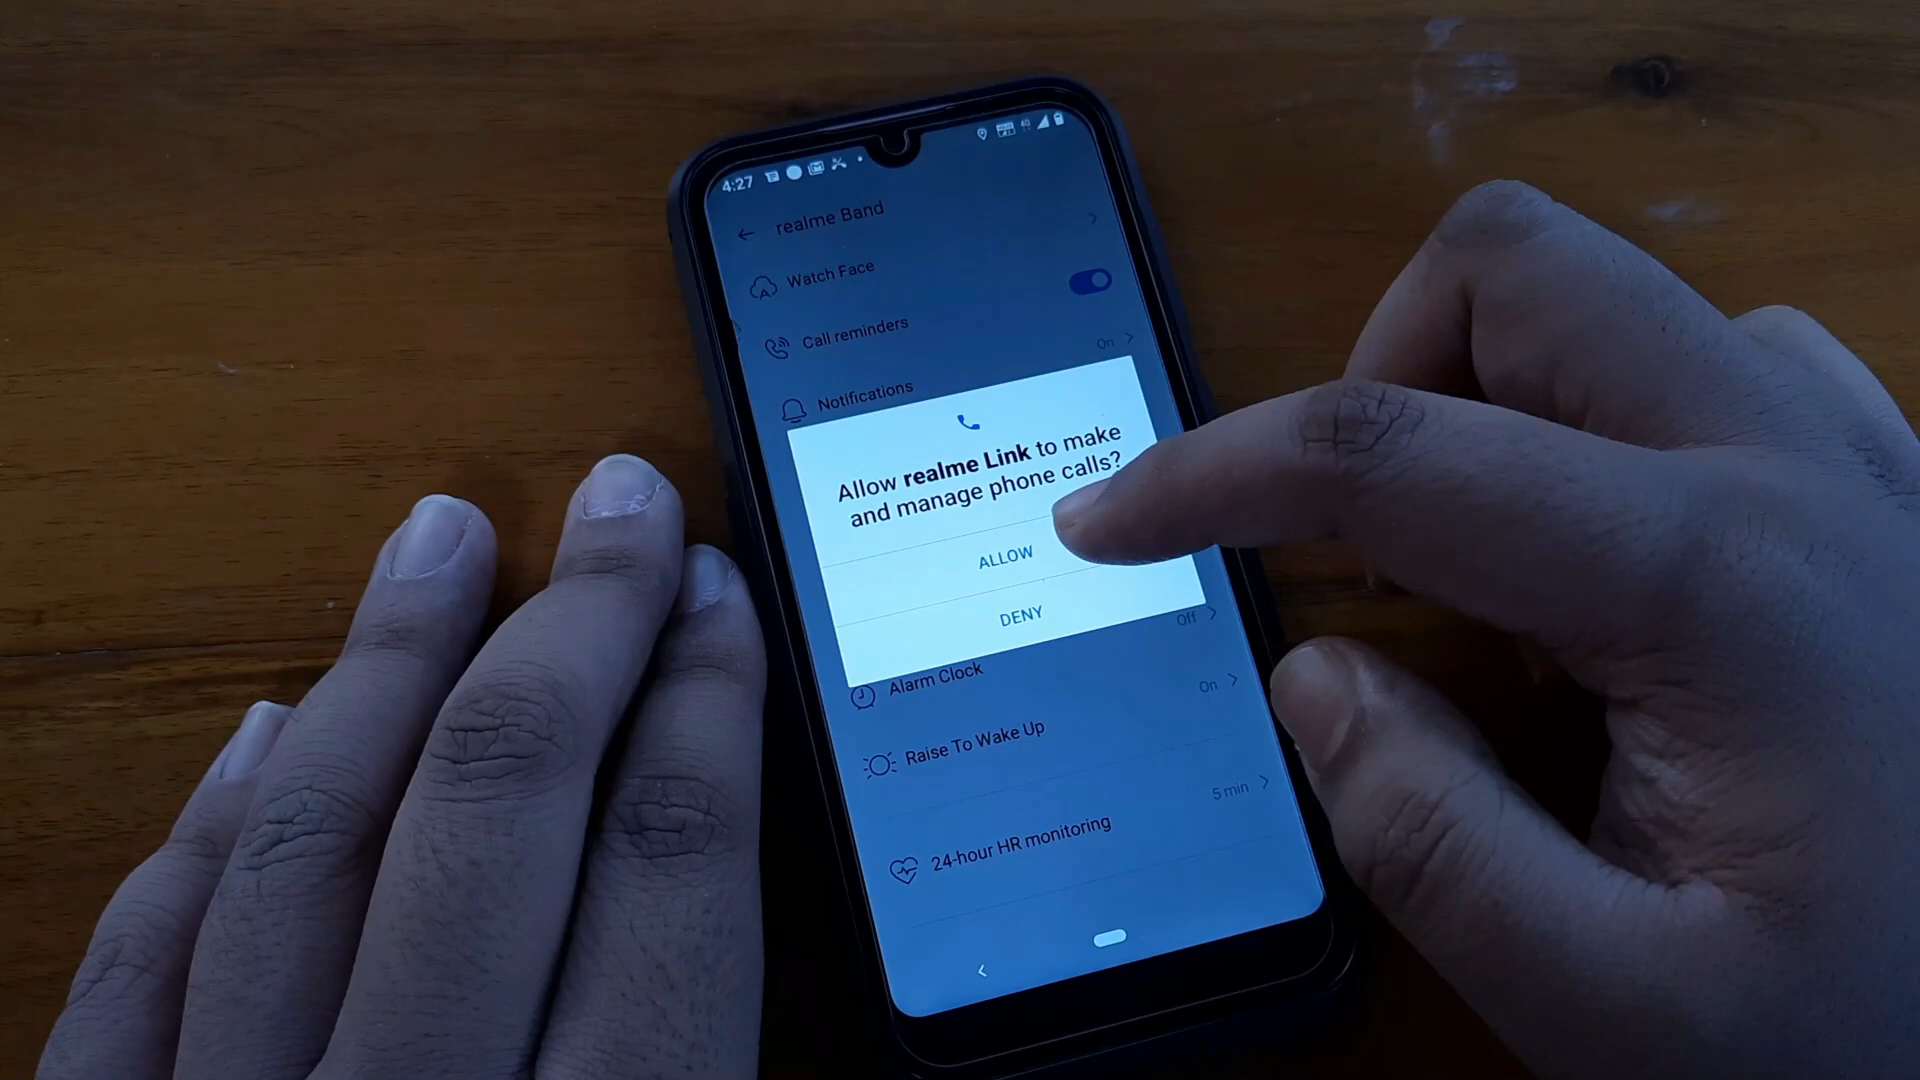 4:27
realme Band
Watch Face
Call reminders
On
Notifications
Allow realme Link to make
and manage phone calls?
ALLOW
DENY
Off
Alarm Clock
On
Raise To Wake Up
5 min
24-hour HR monitoring